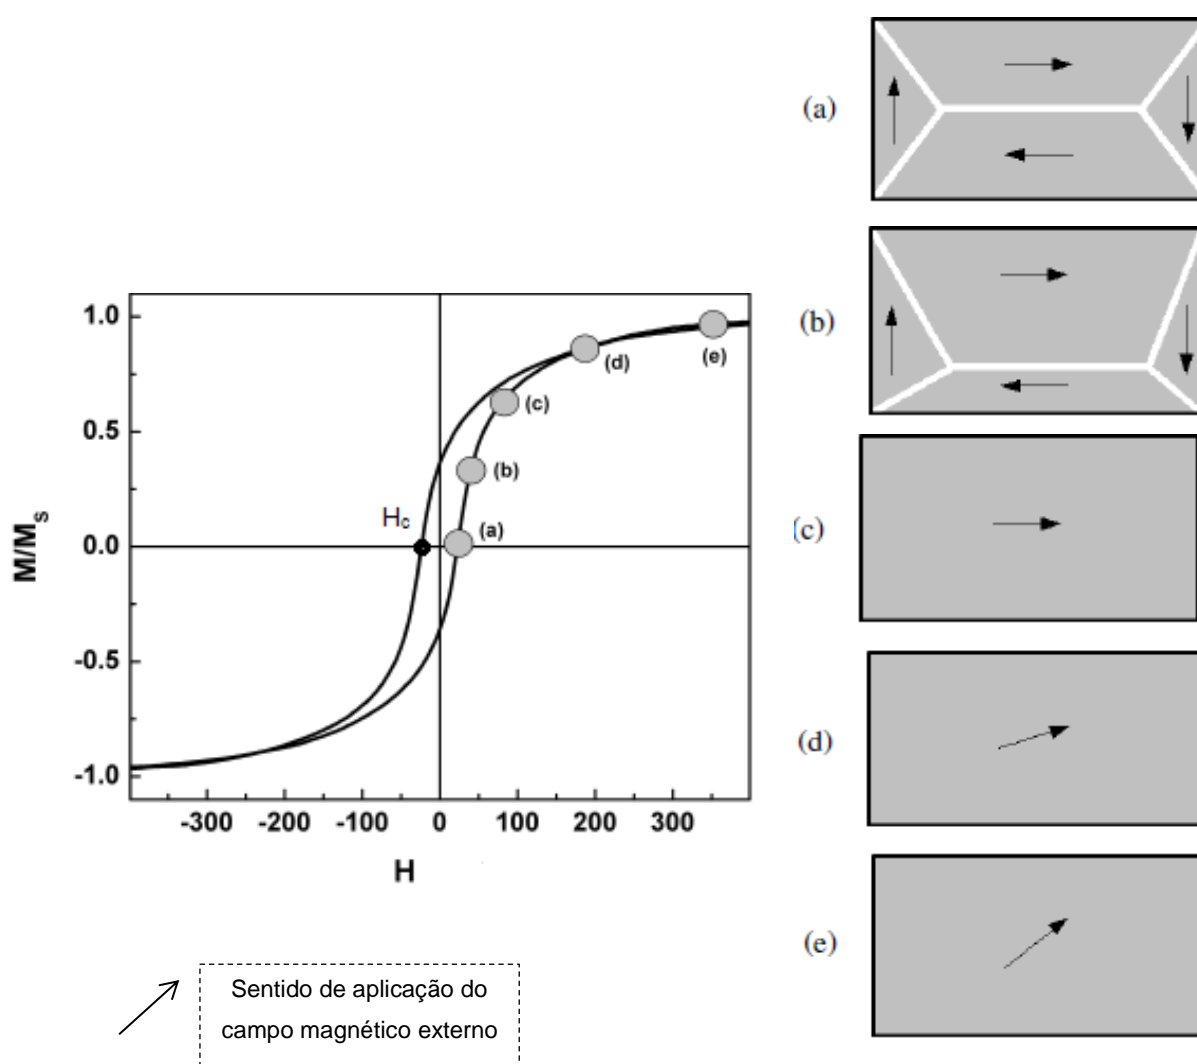 (a)
(b)
(c)
(d)
(e)
1.0
0.5
0.0
-0.5
-1.0
M/Ms
Hc
(a)
(b)
(c)
(d)
(e)
-300 -200 -100 0 100 200 300
H
Sentido de aplicação do
campo magnético externo